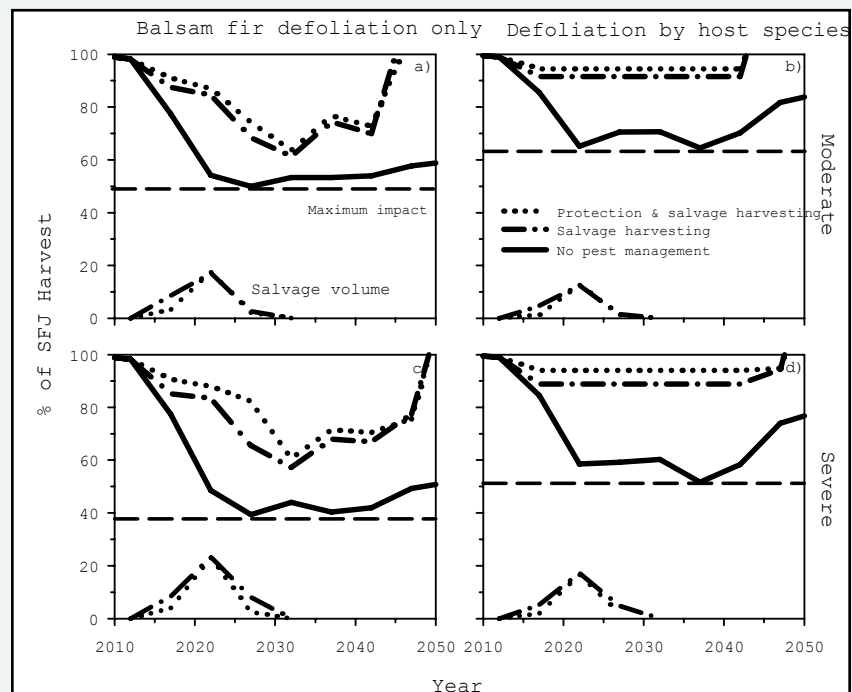 Balsam fir defoliation only
Defoliation by host species
100
80
60
40
20
0
% of SFJ Harvest
a)
Maximum impact
Salvage volume
b)
Protection & salvage harvesting
Salvage harvesting
No pest management
Moderate
100
80
60
40
20
0
c)
d)
Severe
2010
2020
2030
2040
2050
2010
2020
2030
2040
2050
Year